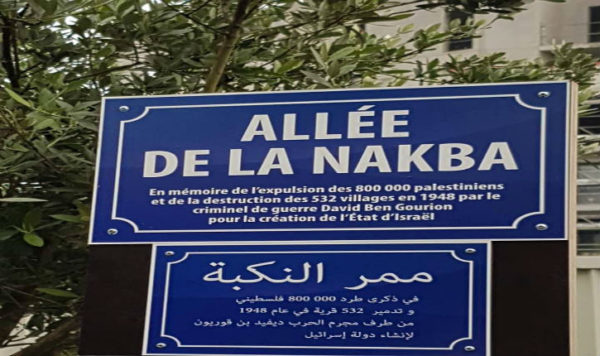 ALLÉE
DE LA NAKBA
En mémoire de l'expulsion des 800 000 palestiniens
et de la destruction des 532 villages en 1948 par le
criminel de guerre David Ben Gourion
pour la création de l'État d'Israël
ممر النكبة
في ذكرى طرد 800 000 فلسطيني
و تدمير 532 قرية في عام 1948
من طرف مجرم الحرب ديفيد بن قوريون
لإنشاء دولة إسرائيل